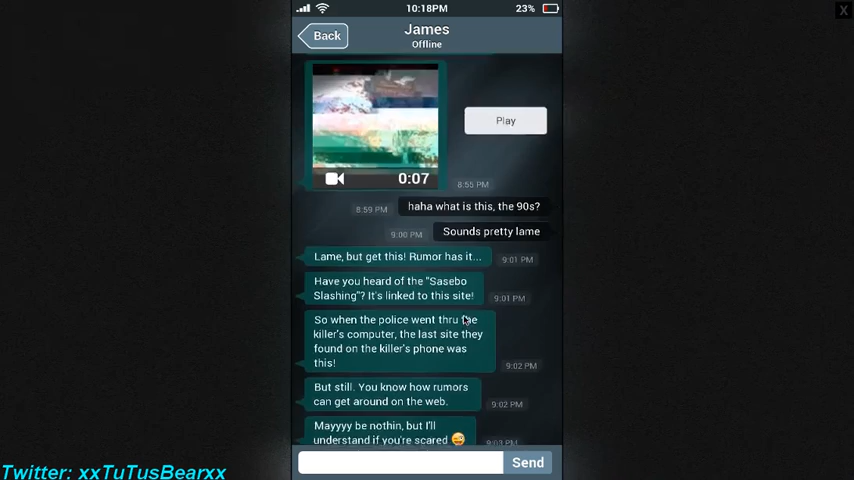 10:18PM
23%
X
Back
James
Offline
Play
0:07
8:55 PM
8:59 PM
haha what is this, the 90s?
9:00 PM
Sounds pretty lame
Lame, but get this! Rumor has it...
9:01 PM
Have you heard of the "Sasebo
Slashing"? It's linked to this site!
9:01 PM
So when the police went thru the
killer's computer, the last site they
found on the killer's phone was
this!
9:02 PM
But still. You know how rumors
can get around on the web.
9:02 PM
Mayyyy be nothin, but I'll
understand if you're scared 😜
9:03 PM
Send
Twitter: xxTuTusBearxx